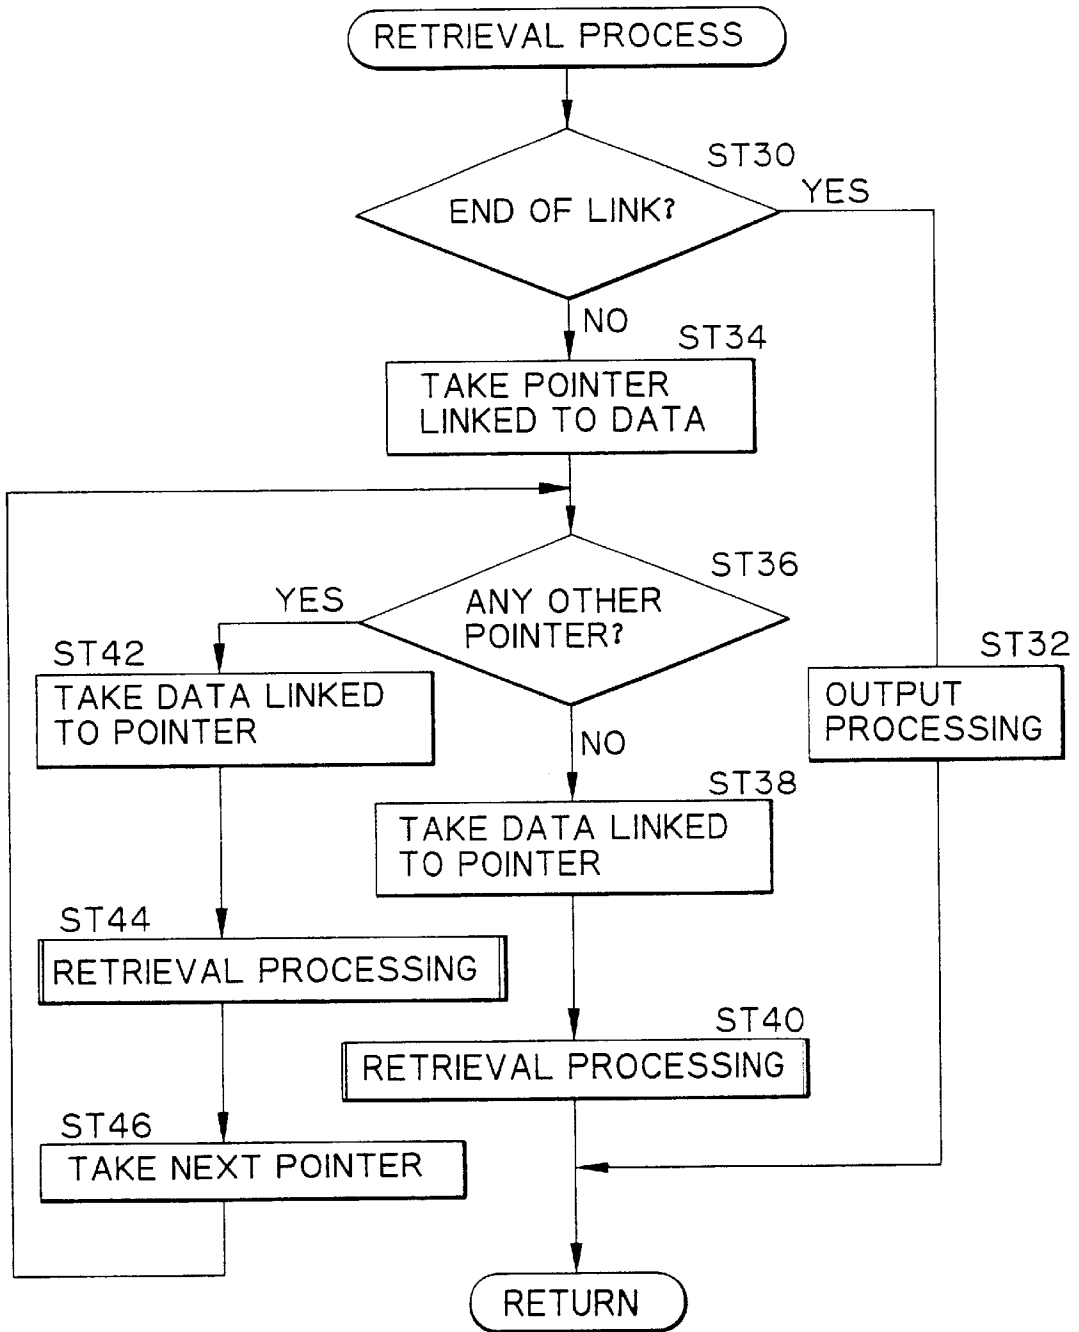 RETRIEVAL PROCESS
ST30
END OF LINK?
YES
NO
ST34
TAKE POINTER
LINKED TO DATA
ST36
ANY OTHER
POINTER?
YES
ST42
TAKE DATA LINKED
TO POINTER
ST32
OUTPUT
PROCESSING
NO
ST38
TAKE DATA LINKED
TO POINTER
ST44
RETRIEVAL PROCESSING
ST40
RETRIEVAL PROCESSING
ST46
TAKE NEXT POINTER
RETURN